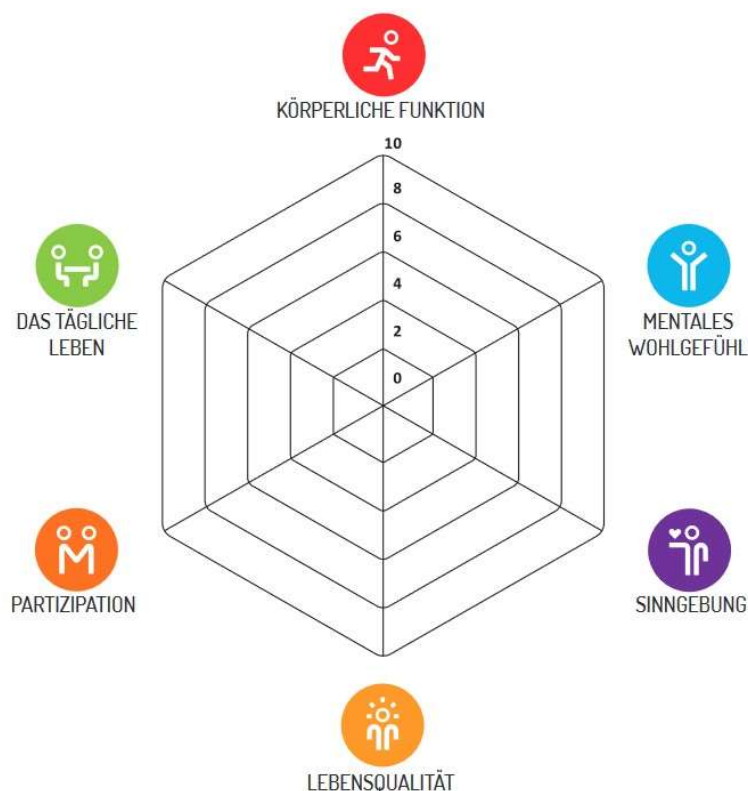 KÖRPERLICHE FUNKTION
10
8
6
4
2
0
DAS TÄGLICHE
LEBEN
MENTALES
WOHLGEFÜHL
PARTIZIPATION
SINNGEBUNG
LEBENSQUALITÄT